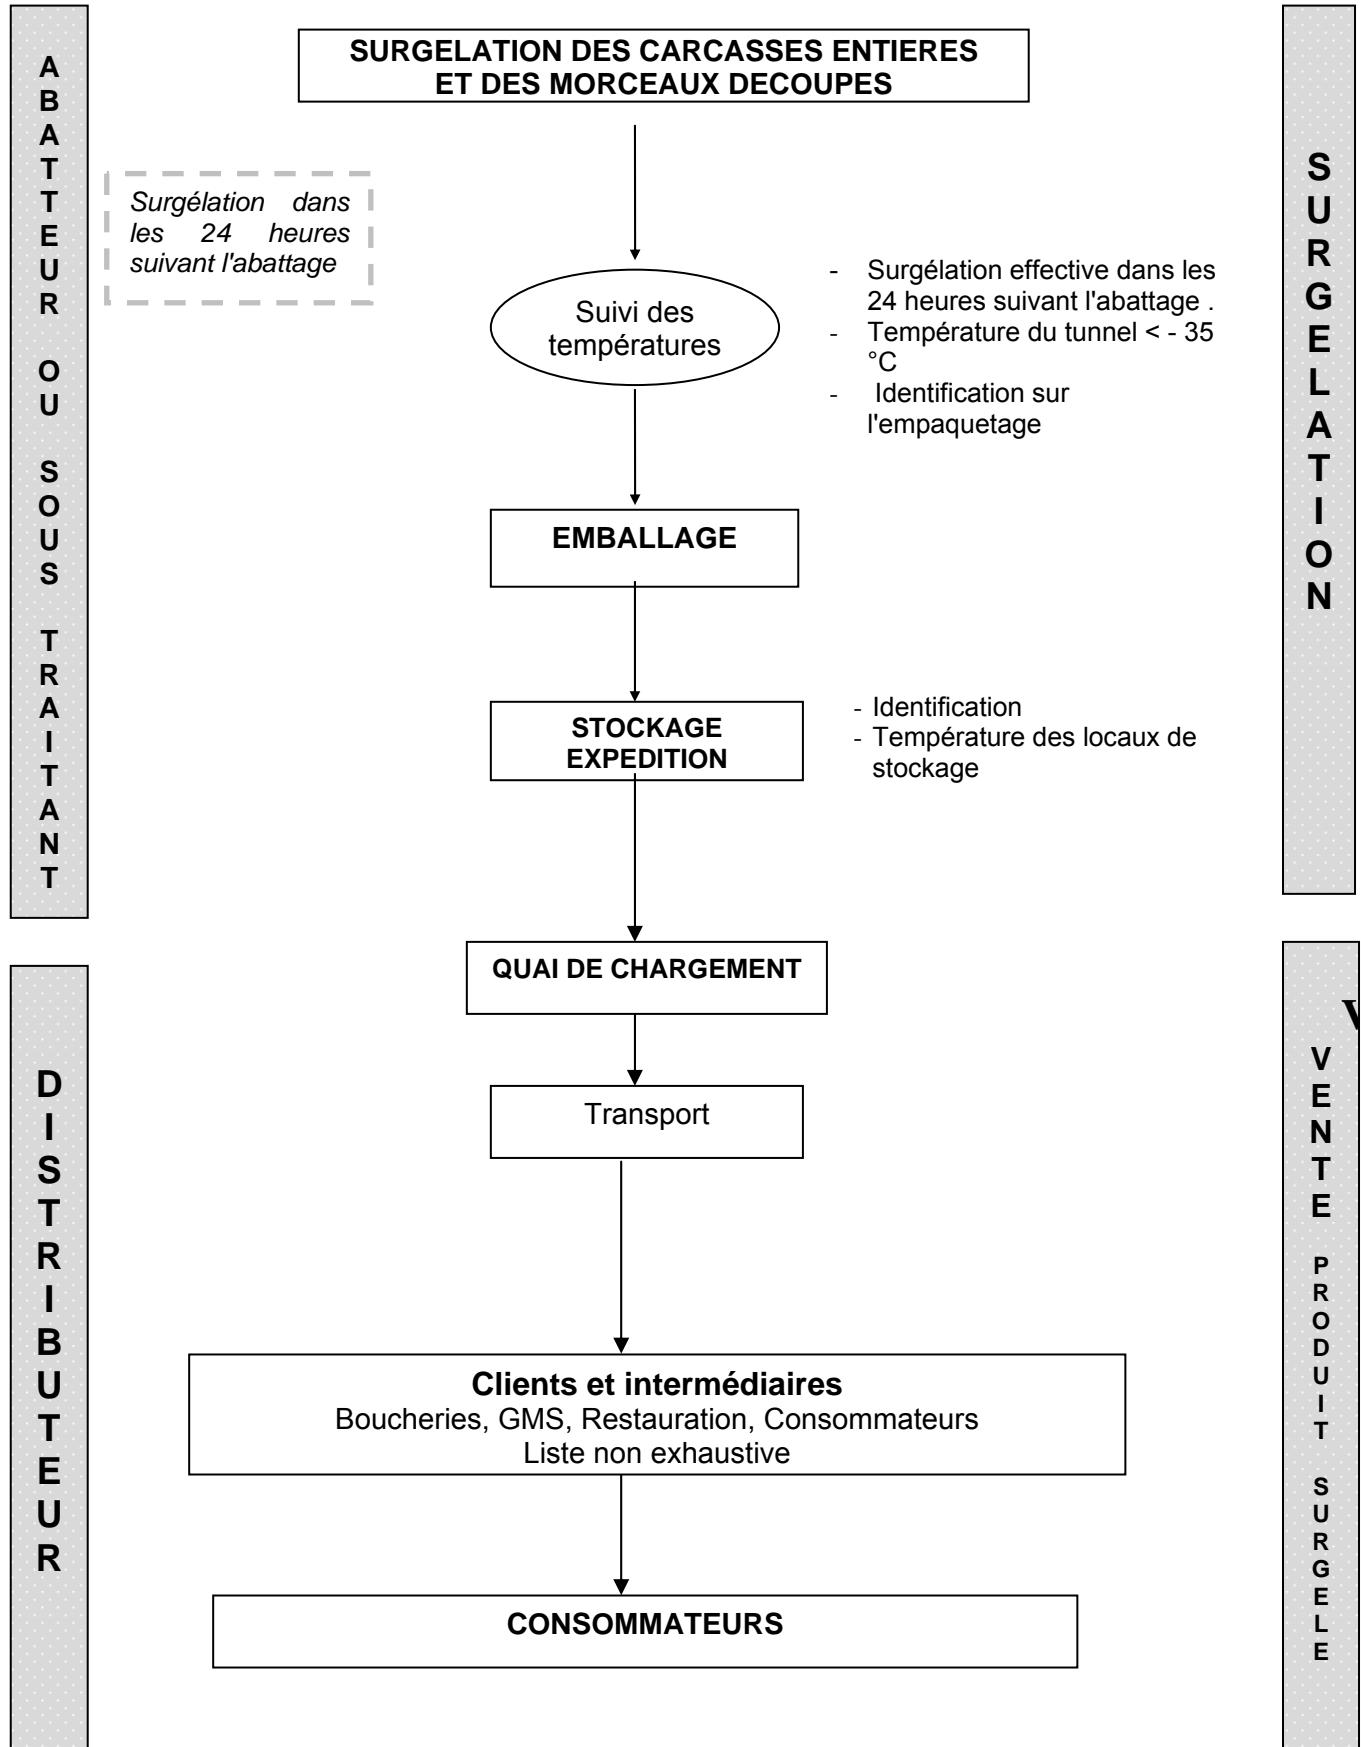 ABATTEUR OU SOUS TRAITANT
SURGELATION DES CARCASSES ENTIERES
ET DES MORCEAUX DECOUPES
Surgélation dans
les 24 heures
suivant l'abattage
Suivi des
températures
- Surgélation effective dans les
24 heures suivant l'abattage .
- Température du tunnel < - 35
°C
- Identification sur
l'empaquetage
SURGELATION
EMBALLAGE
STOCKAGE
EXPEDITION
- Identification
- Température des locaux de
stockage
QUAI DE CHARGEMENT
DISTRIBUTEUR
Transport
Clients et intermédiaires
Boucheries, GMS, Restauration, Consommateurs
Liste non exhaustive
CONSOMMATEURS
VENTE PRODUIT SURGELE